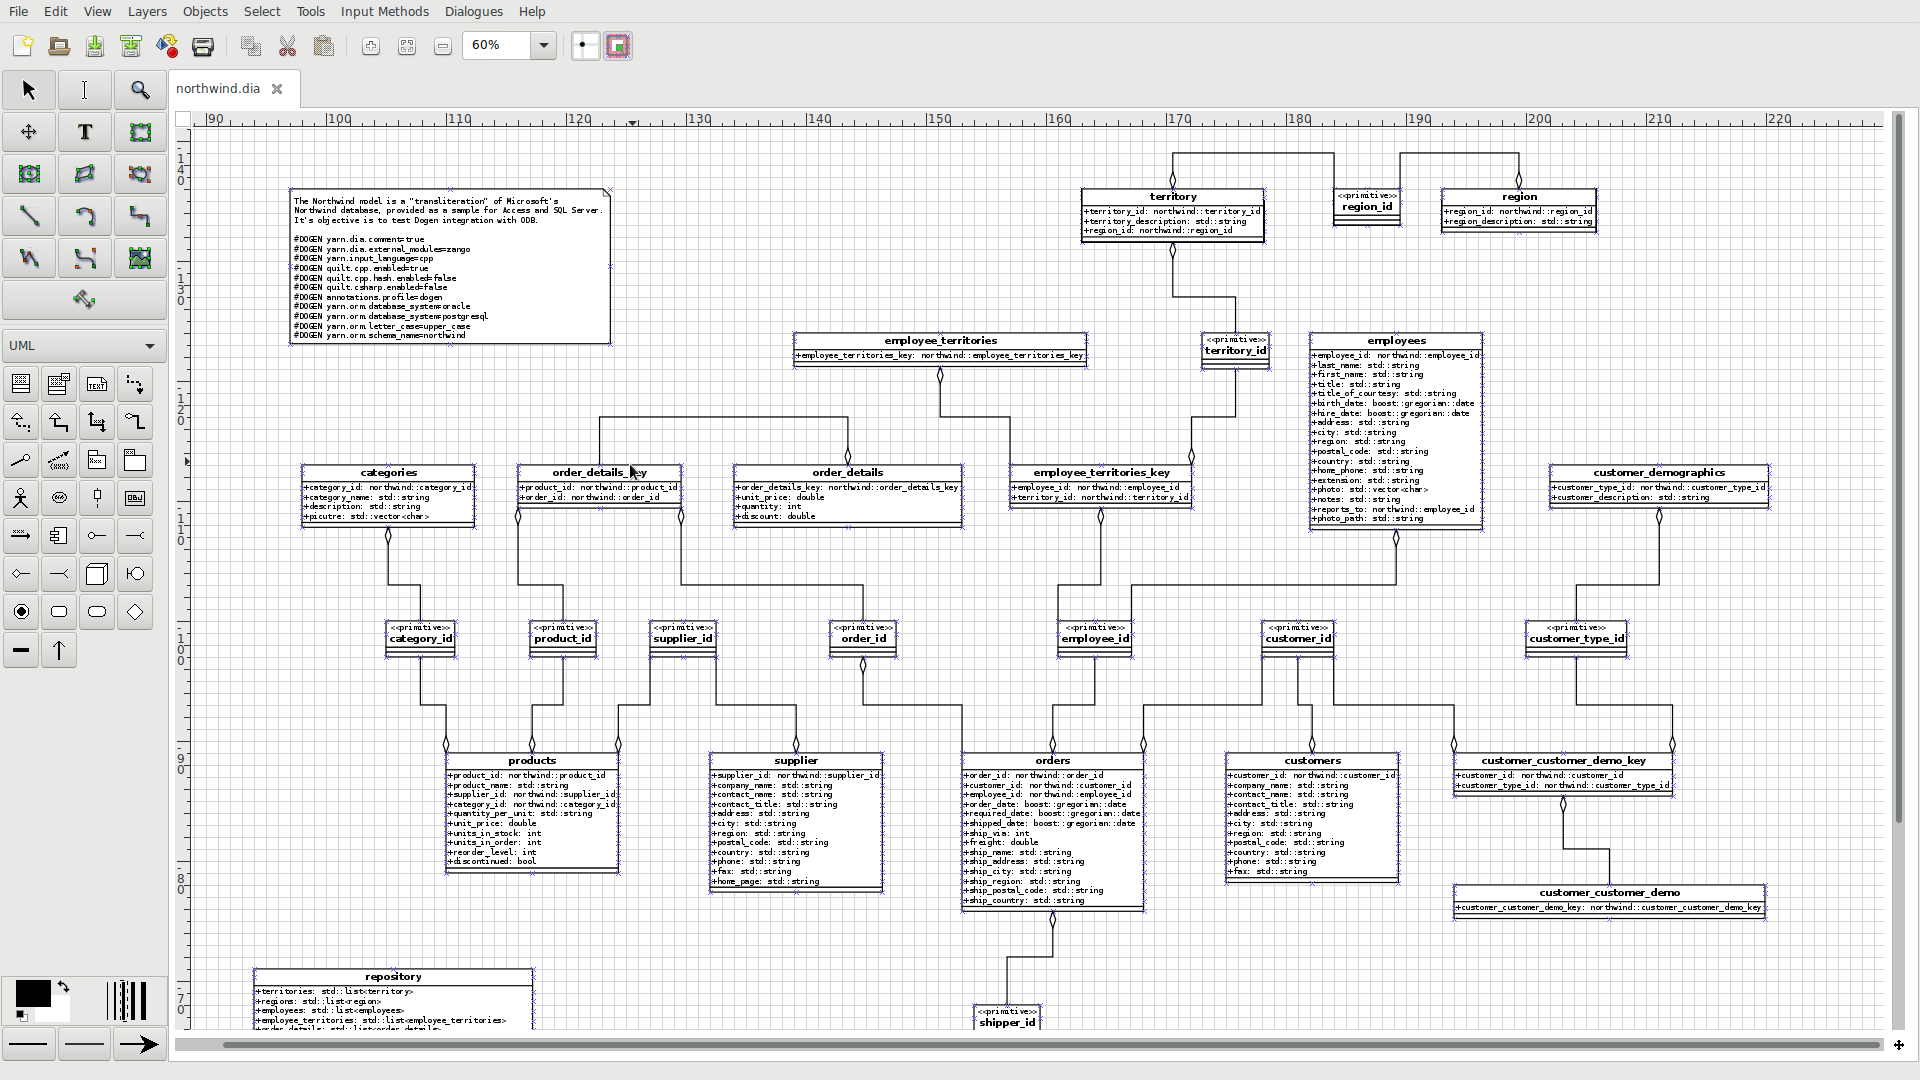 File Edit View Layers Objects Select Tools Input Methods Dialogues Help
60%
northwind.dia
UML
90 100 110 120 130 140 150 160 170 180 190 200 210 220
-140
-130
-120
-110
-100
-90
-80
-70
The Northwind model is a "transliteration" of Microsoft's
Northwind database, provided as a sample for Access and SQL Server.
It's objective is to test Dogen integration with ODB.
#DOGEN yarn.dia.comment=true
#DOGEN yarn.dia.external_modules=zango
#DOGEN yarn.input_language=cpp
#DOGEN quilt.cpp.enabled=true
#DOGEN quilt.cpp.hash.enabled=false
#DOGEN quilt.csharp.enabled=false
#DOGEN annotations.profile=dogen
#DOGEN yarn.orm.database_system=oracle
#DOGEN yarn.orm.database_system=postgresql
#DOGEN yarn.orm.letter_case=upper_case
#DOGEN yarn.orm.schema_name=northwind
territory
+territory_id: northwind::territory_id
+territory_description: std::string
+region_id: northwind::region_id
<<primitive>>
region_id
region
+region_id: northwind::region_id
+region_description: std::string
employee_territories
+employee_territories_key: northwind::employee_territories_key
<<primitive>>
territory_id
employees
+employee_id: northwind::employee_id
+last_name: std::string
+first_name: std::string
+title: std::string
+title_of_courtesy: std::string
+birth_date: boost::gregorian::date
+hire_date: boost::gregorian::date
+address: std::string
+city: std::string
+region: std::string
+postal_code: std::string
+country: std::string
+home_phone: std::string
+extension: std::string
+photo: std::vector<char>
+notes: std::string
+reports_to: northwind::employee_id
+photo_path: std::string
categories
+category_id: northwind::category_id
+category_name: std::string
+description: std::string
+picutre: std::vector<char>
order_details_key
+product_id: northwind::product_id
+order_id: northwind::order_id
order_details
+order_details_key: northwind::order_details_key
+unit_price: double
+quantity: int
+discount: double
employee_territories_key
+employee_id: northwind::employee_id
+territory_id: northwind::territory_id
customer_demographics
+customer_type_id: northwind::customer_type_id
+customer_description: std::string
<<primitive>>
category_id
<<primitive>>
product_id
<<primitive>>
supplier_id
<<primitive>>
order_id
<<primitive>>
employee_id
<<primitive>>
customer_id
<<primitive>>
customer_type_id
products
+product_id: northwind::product_id
+product_name: std::string
+supplier_id: northwind::supplier_id
+category_id: northwind::category_id
+quantity_per_unit: std::string
+unit_price: double
+units_in_stock: int
+units_in_order: int
+reorder_level: int
+discontinued: bool
supplier
+supplier_id: northwind::supplier_id
+company_name: std::string
+contact_name: std::string
+contact_title: std::string
+address: std::string
+city: std::string
+region: std::string
+postal_code: std::string
+country: std::string
+phone: std::string
+fax: std::string
+home_page: std::string
orders
+order_id: northwind::order_id
+customer_id: northwind::customer_id
+employee_id: northwind::employee_id
+order_date: boost::gregorian::date
+required_date: boost::gregorian::date
+shipped_date: boost::gregorian::date
+ship_via: int
+freight: double
+ship_name: std::string
+ship_address: std::string
+ship_city: std::string
+ship_region: std::string
+ship_postal_code: std::string
+ship_country: std::string
customers
+customer_id: northwind::customer_id
+company_name: std::string
+contact_name: std::string
+contact_title: std::string
+address: std::string
+city: std::string
+region: std::string
+postal_code: std::string
+country: std::string
+phone: std::string
+fax: std::string
customer_customer_demo_key
+customer_id: northwind::customer_id
+customer_type_id: northwind::customer_type_id
customer_customer_demo
+customer_customer_demo_key: northwind::customer_customer_demo_key
repository
+territories: std::list<territory>
+regions: std::list<region>
+employees: std::list<employees>
+employee_territories: std::list<employee_territories>
+order_details: std::list<order_details>
<<primitive>>
shipper_id